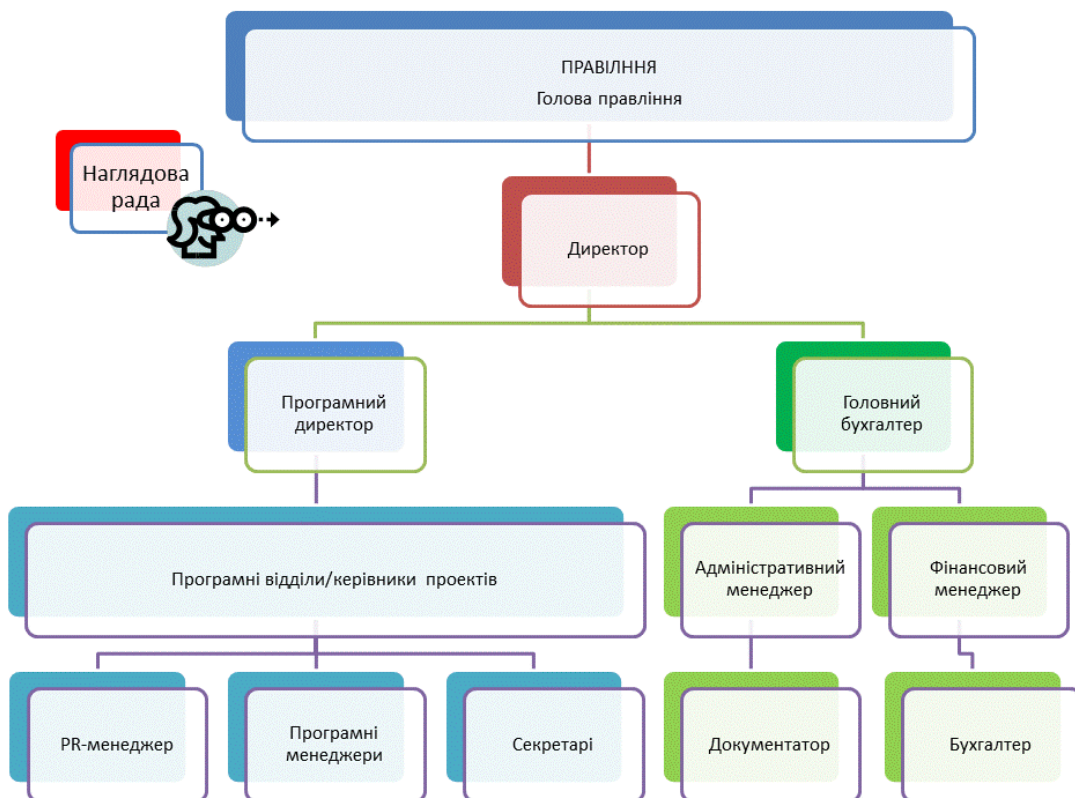 ПРАВІЛННЯ
Голова правління
Наглядова
рада
Директор
Програмний
директор
Головний
бухгалтер
Програмні відділи/керівники проектів
Адміністративний
менеджер
Фінансовий
менеджер
PR-менеджер
Програмні
менеджери
Секретарі
Документатор
Бухгалтер